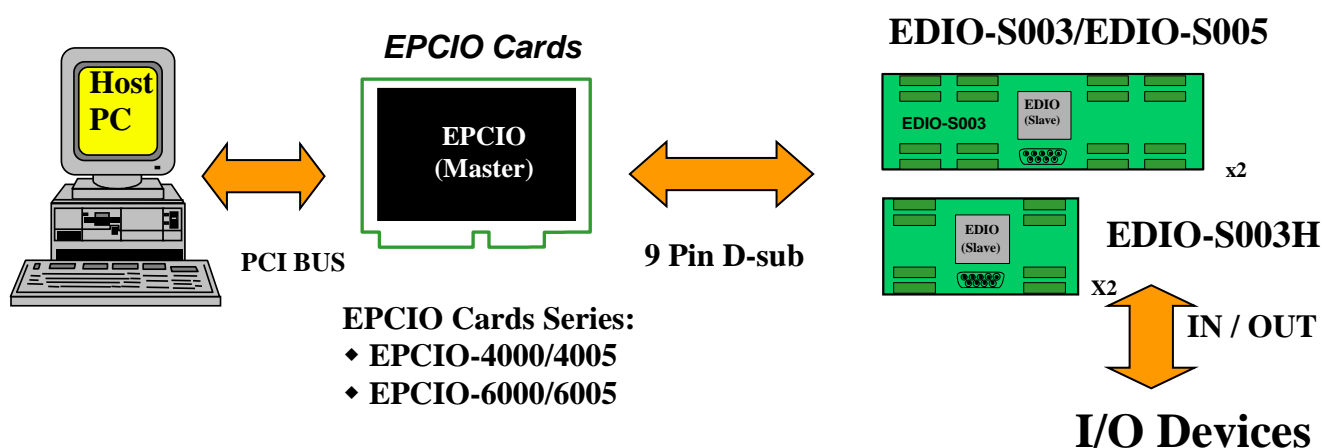 EPCIO Cards
EDIO-S003/EDIO-S005
Host
PC
EPCIO
(Master)
EDIO-S003
EDIO
(Slave)
x2
PCI BUS
9 Pin D-sub
EDIO
(Slave)
EDIO-S003H
X2
IN / OUT
EPCIO Cards Series:
◆ EPCIO-4000/4005
◆ EPCIO-6000/6005
I/O Devices